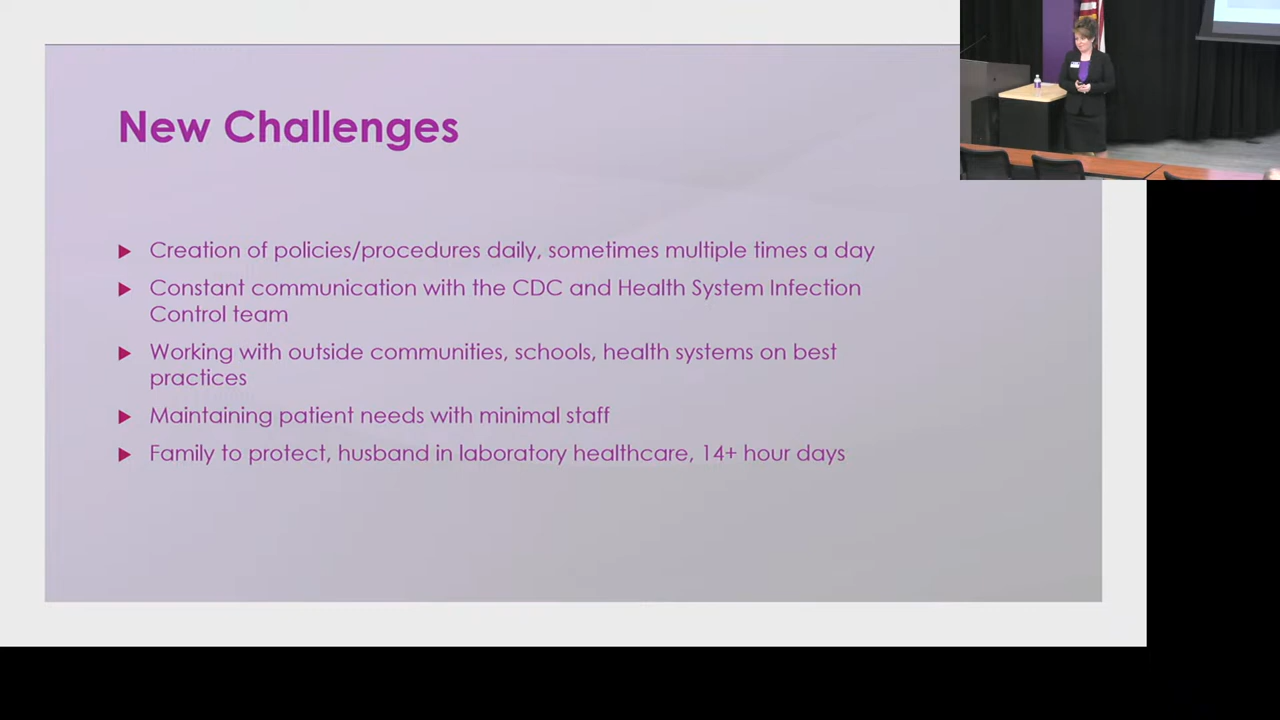 New Challenges
Creation of policies/procedures daily, sometimes multiple times a day
Constant communication with the CDC and Health System Infection
Control team
Working with outside communities, schools, health systems on best
practices
Maintaining patient needs with minimal staff
Family to protect, husband in laboratory healthcare, 14+ hour days